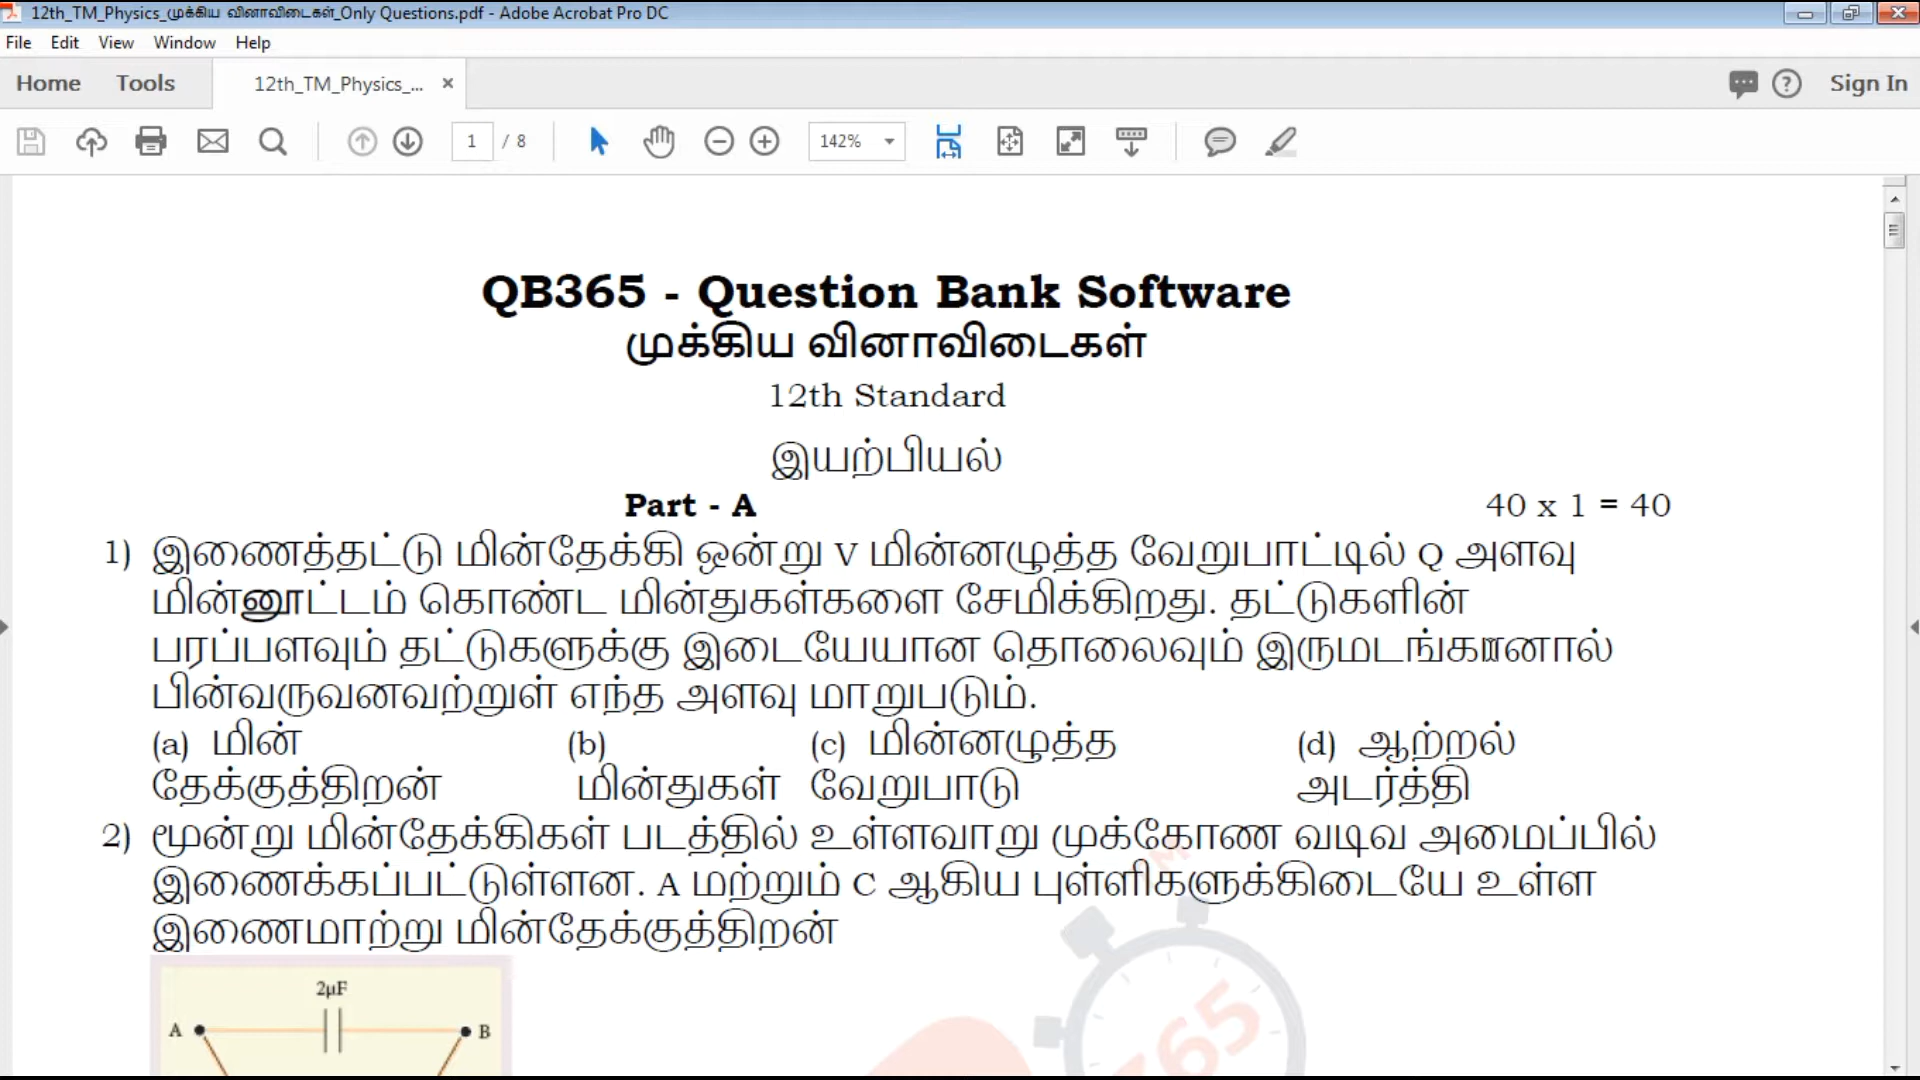 12th_TM_Physics_முக்கிய வினாவிடைகள்_Only Questions.pdf - Adobe Acrobat Pro DC
File Edit View Window Help
Home Tools 12th_TM_Physics_... × Sign In
1 / 8 142%
QB365 - Question Bank Software
முக்கிய வினாவிடைகள்
12th Standard
இயற்பியல்
Part - A 40 x 1 = 40
1) இணைத்தட்டு மின்தேக்கி ஒன்று V மின்னழுத்த வேறுபாட்டில் Q அளவு
மின்னூட்டம் கொண்ட மின்துகள்களை சேமிக்கிறது. தட்டுகளின்
பரப்பளவும் தட்டுகளுக்கு இடையேயான தொலைவும் இருமடங்கானால்
பின்வருவனவற்றுள் எந்த அளவு மாறுபடும்.
(a) மின் (b) (c) மின்னழுத்த (d) ஆற்றல்
தேக்குத்திறன் மின்துகள் வேறுபாடு அடர்த்தி
2) மூன்று மின்தேக்கிகள் படத்தில் உள்ளவாறு முக்கோண வடிவ அமைப்பில்
இணைக்கப்பட்டுள்ளன. A மற்றும் C ஆகிய புள்ளிகளுக்கிடையே உள்ள
இணைமாற்று மின்தேக்குத்திறன்
2μF
A B
365